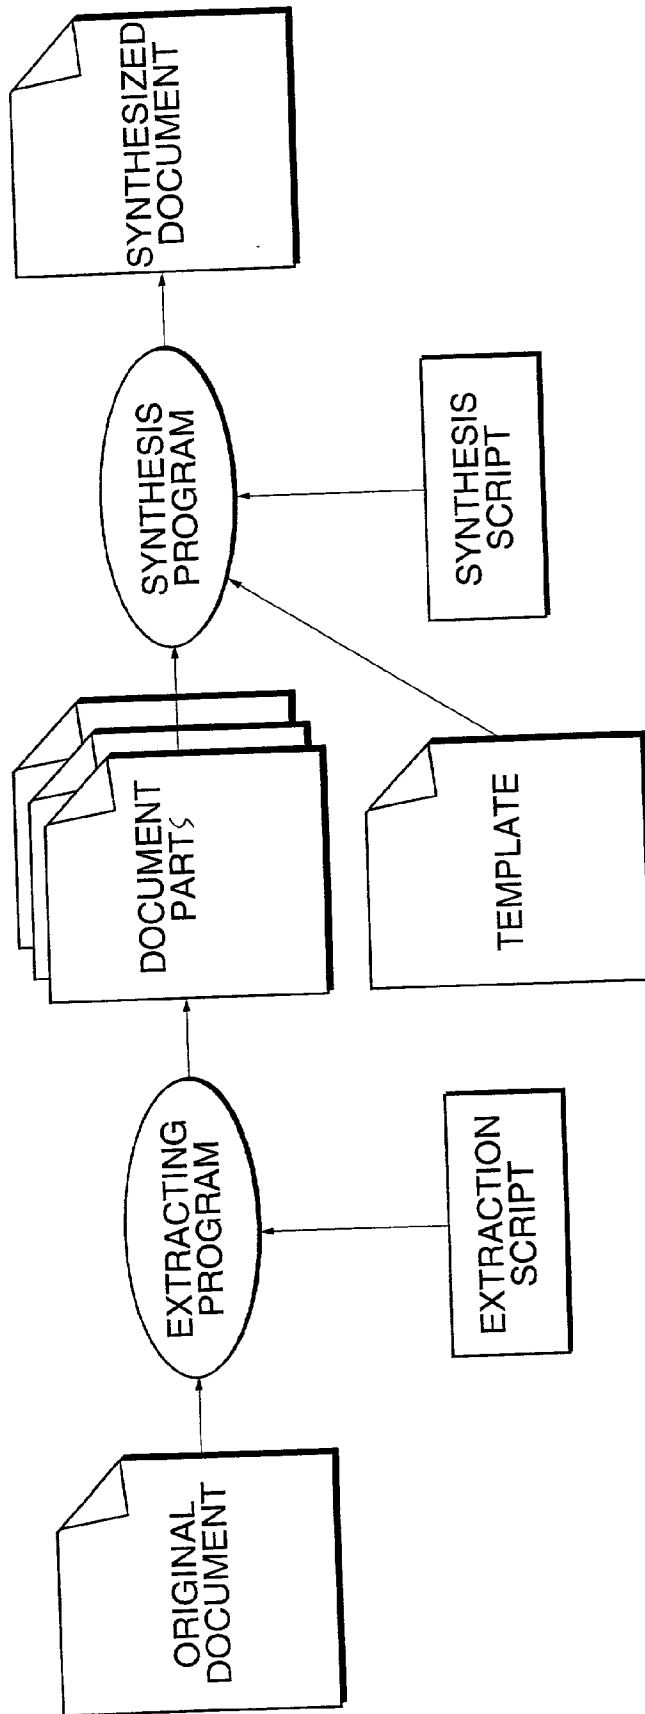 ORIGINAL
DOCUMENT
EXTRACTING
PROGRAM
EXTRACTION
SCRIPT
DOCUMENT
PARTS
TEMPLATE
SYNTHESIS
PROGRAM
SYNTHESIS
SCRIPT
SYNTHESIZED
DOCUMENT